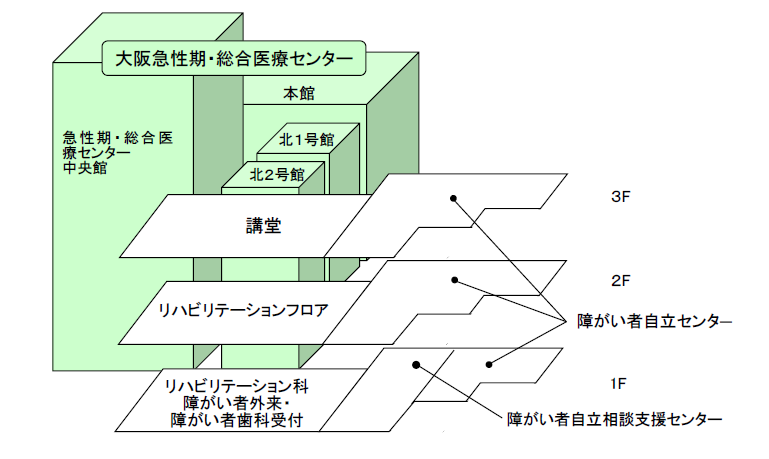 大阪急性期・総合医療センター
本館
急性期・総合医
療センター
中央館
北1号館
北2号館
講堂
3F
リハビリテーションフロア
2F
障がい者自立センター
リハビリテーション科
障がい者外来・
障がい者歯科受付
1F
障がい者自立相談支援センター